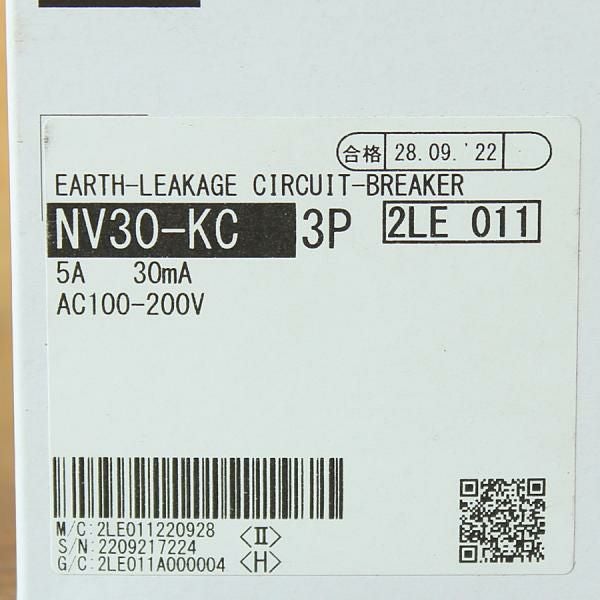 合格 28.09.'22
EARTH-LEAKAGE CIRCUIT-BREAKER
NV30-KC 3P 2LE 011
5A 30mA
AC100-200V
M/C:2LE011220928 <II>
S/N:2209217224
G/C:2LE011A000004 <H>